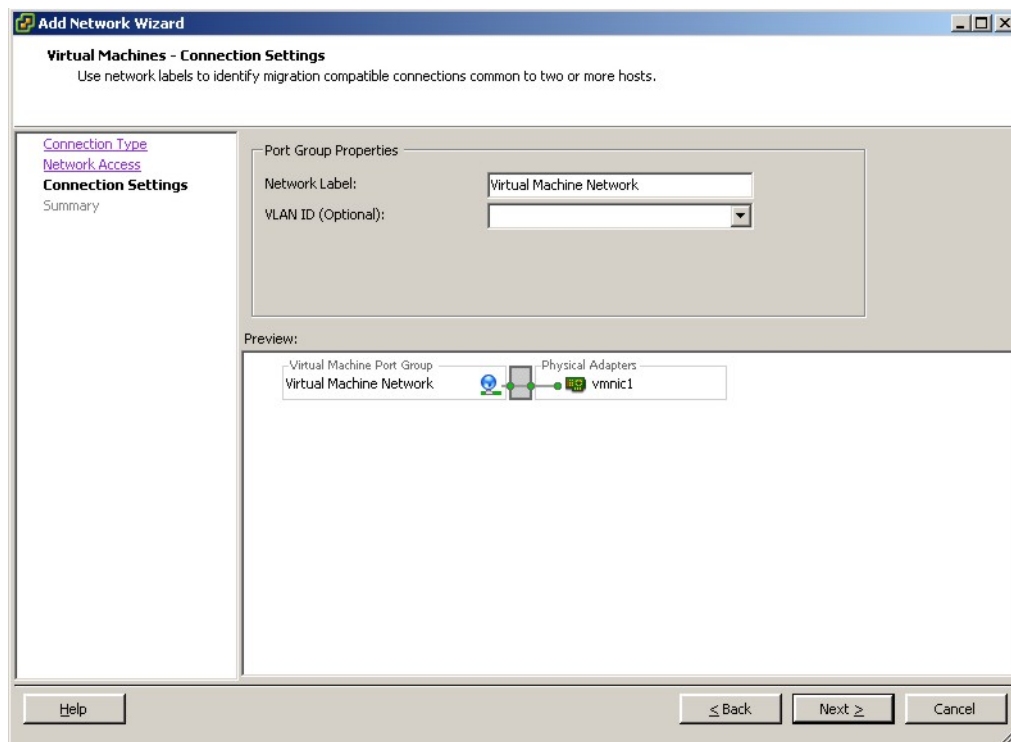 Add Network Wizard
Virtual Machines - Connection Settings
Use network labels to identify migration compatible connections common to two or more hosts.
Connection Type
Network Access
Connection Settings
Summary
Port Group Properties
Network Label:
Virtual Machine Network
VLAN ID (Optional):
Preview:
Virtual Machine Port Group
Physical Adapters
Virtual Machine Network
vmnic1
Help
< Back
Next >
Cancel